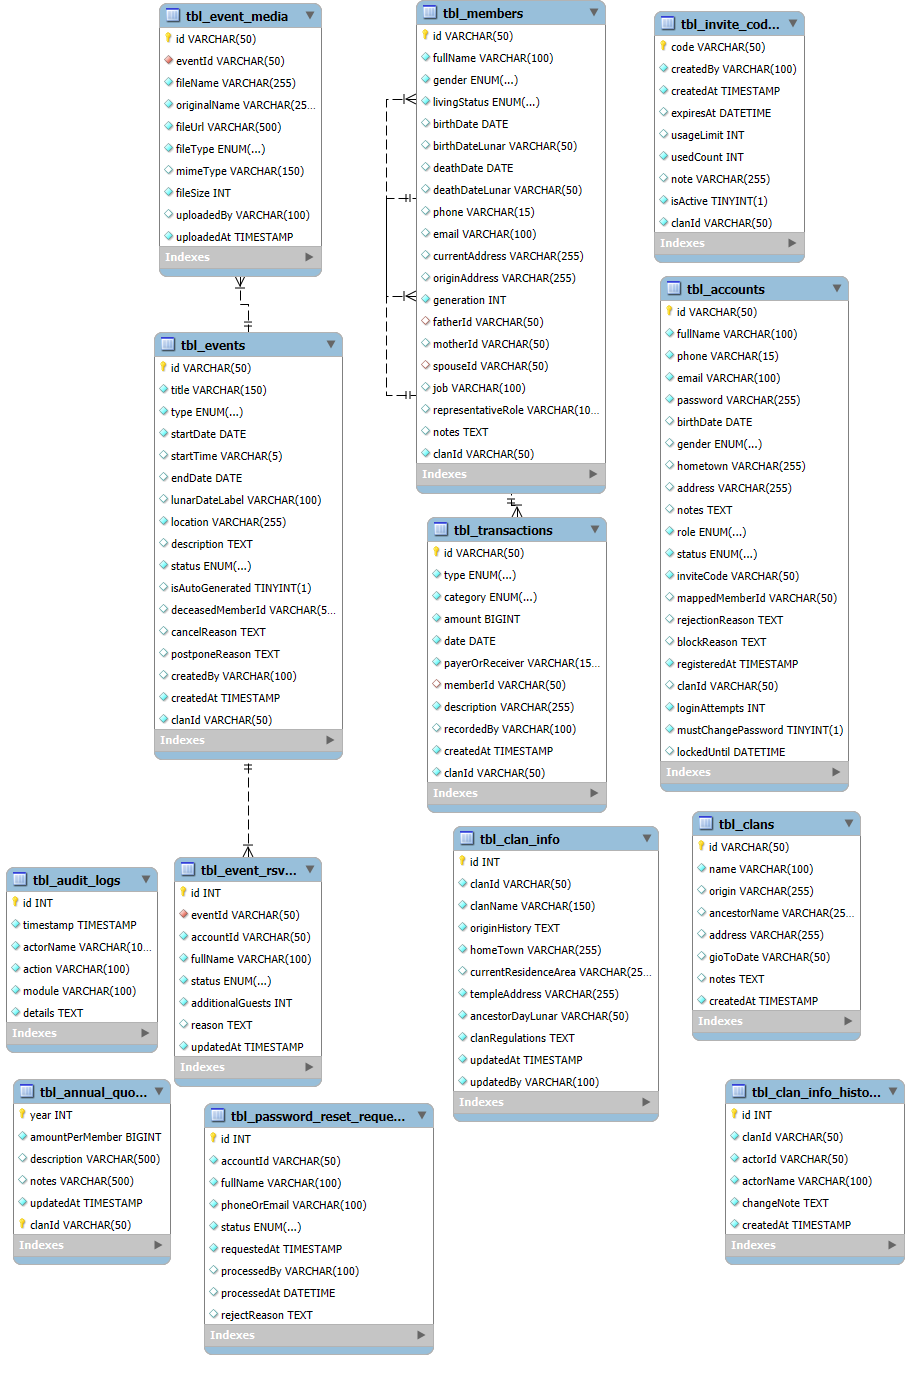 tbl_event_media
id VARCHAR(50)
eventId VARCHAR(50)
fileName VARCHAR(255)
originalName VARCHAR(25...
fileUrl VARCHAR(500)
fileType ENUM(...)
mimeType VARCHAR(150)
fileSize INT
uploadedBy VARCHAR(100)
uploadedAt TIMESTAMP
Indexes
tbl_members
id VARCHAR(50)
fullName VARCHAR(100)
gender ENUM(...)
livingStatus ENUM(...)
birthDate DATE
birthDateLunar VARCHAR(50)
deathDate DATE
deathDateLunar VARCHAR(50)
phone VARCHAR(15)
email VARCHAR(100)
currentAddress VARCHAR(255)
originAddress VARCHAR(255)
generation INT
fatherId VARCHAR(50)
motherId VARCHAR(50)
spouseId VARCHAR(50)
job VARCHAR(100)
representativeRole VARCHAR(10...
notes TEXT
clanId VARCHAR(50)
Indexes
tbl_invite_cod...
code VARCHAR(50)
createdBy VARCHAR(100)
createdAt TIMESTAMP
expiresAt DATETIME
usageLimit INT
usedCount INT
note VARCHAR(255)
isActive TINYINT(1)
clanId VARCHAR(50)
Indexes
tbl_events
id VARCHAR(50)
title VARCHAR(150)
type ENUM(...)
startDate DATE
startTime VARCHAR(5)
endDate DATE
lunarDateLabel VARCHAR(100)
location VARCHAR(255)
description TEXT
status ENUM(...)
isAutoGenerated TINYINT(1)
deceasedMemberId VARCHAR(5...
cancelReason TEXT
postponeReason TEXT
createdBy VARCHAR(100)
createdAt TIMESTAMP
clanId VARCHAR(50)
Indexes
tbl_accounts
id VARCHAR(50)
fullName VARCHAR(100)
phone VARCHAR(15)
email VARCHAR(100)
password VARCHAR(255)
birthDate DATE
gender ENUM(...)
hometown VARCHAR(255)
address VARCHAR(255)
notes TEXT
role ENUM(...)
status ENUM(...)
inviteCode VARCHAR(50)
mappedMemberId VARCHAR(50)
rejectionReason TEXT
blockReason TEXT
registeredAt TIMESTAMP
clanId VARCHAR(50)
loginAttempts INT
mustChangePassword TINYINT(1)
lockedUntil DATETIME
Indexes
tbl_transactions
id VARCHAR(50)
type ENUM(...)
category ENUM(...)
amount BIGINT
date DATE
payerOrReceiver VARCHAR(15...
memberId VARCHAR(50)
description VARCHAR(255)
recordedBy VARCHAR(100)
createdAt TIMESTAMP
clanId VARCHAR(50)
Indexes
tbl_clans
id VARCHAR(50)
name VARCHAR(100)
origin VARCHAR(255)
ancestorName VARCHAR(25...
address VARCHAR(255)
gioToDate VARCHAR(50)
notes TEXT
createdAt TIMESTAMP
Indexes
tbl_clan_info
id INT
clanId VARCHAR(50)
clanName VARCHAR(150)
originHistory TEXT
homeTown VARCHAR(255)
currentResidenceArea VARCHAR(25...
templeAddress VARCHAR(255)
ancestorDayLunar VARCHAR(50)
clanRegulations TEXT
updatedAt TIMESTAMP
updatedBy VARCHAR(100)
Indexes
tbl_event_rsv...
id INT
eventId VARCHAR(50)
accountId VARCHAR(50)
fullName VARCHAR(100)
status ENUM(...)
additionalGuests INT
reason TEXT
updatedAt TIMESTAMP
Indexes
tbl_audit_logs
id INT
timestamp TIMESTAMP
actorName VARCHAR(10...
action VARCHAR(100)
module VARCHAR(100)
details TEXT
Indexes
tbl_annual_quo...
year INT
amountPerMember BIGINT
description VARCHAR(500)
notes VARCHAR(500)
updatedAt TIMESTAMP
clanId VARCHAR(50)
Indexes
tbl_password_reset_reque...
id INT
accountId VARCHAR(50)
fullName VARCHAR(100)
phoneOrEmail VARCHAR(100)
status ENUM(...)
requestedAt TIMESTAMP
processedBy VARCHAR(100)
processedAt DATETIME
rejectReason TEXT
Indexes
tbl_clan_info_histo...
id INT
clanId VARCHAR(50)
actorId VARCHAR(50)
actorName VARCHAR(100)
changeNote TEXT
createdAt TIMESTAMP
Indexes